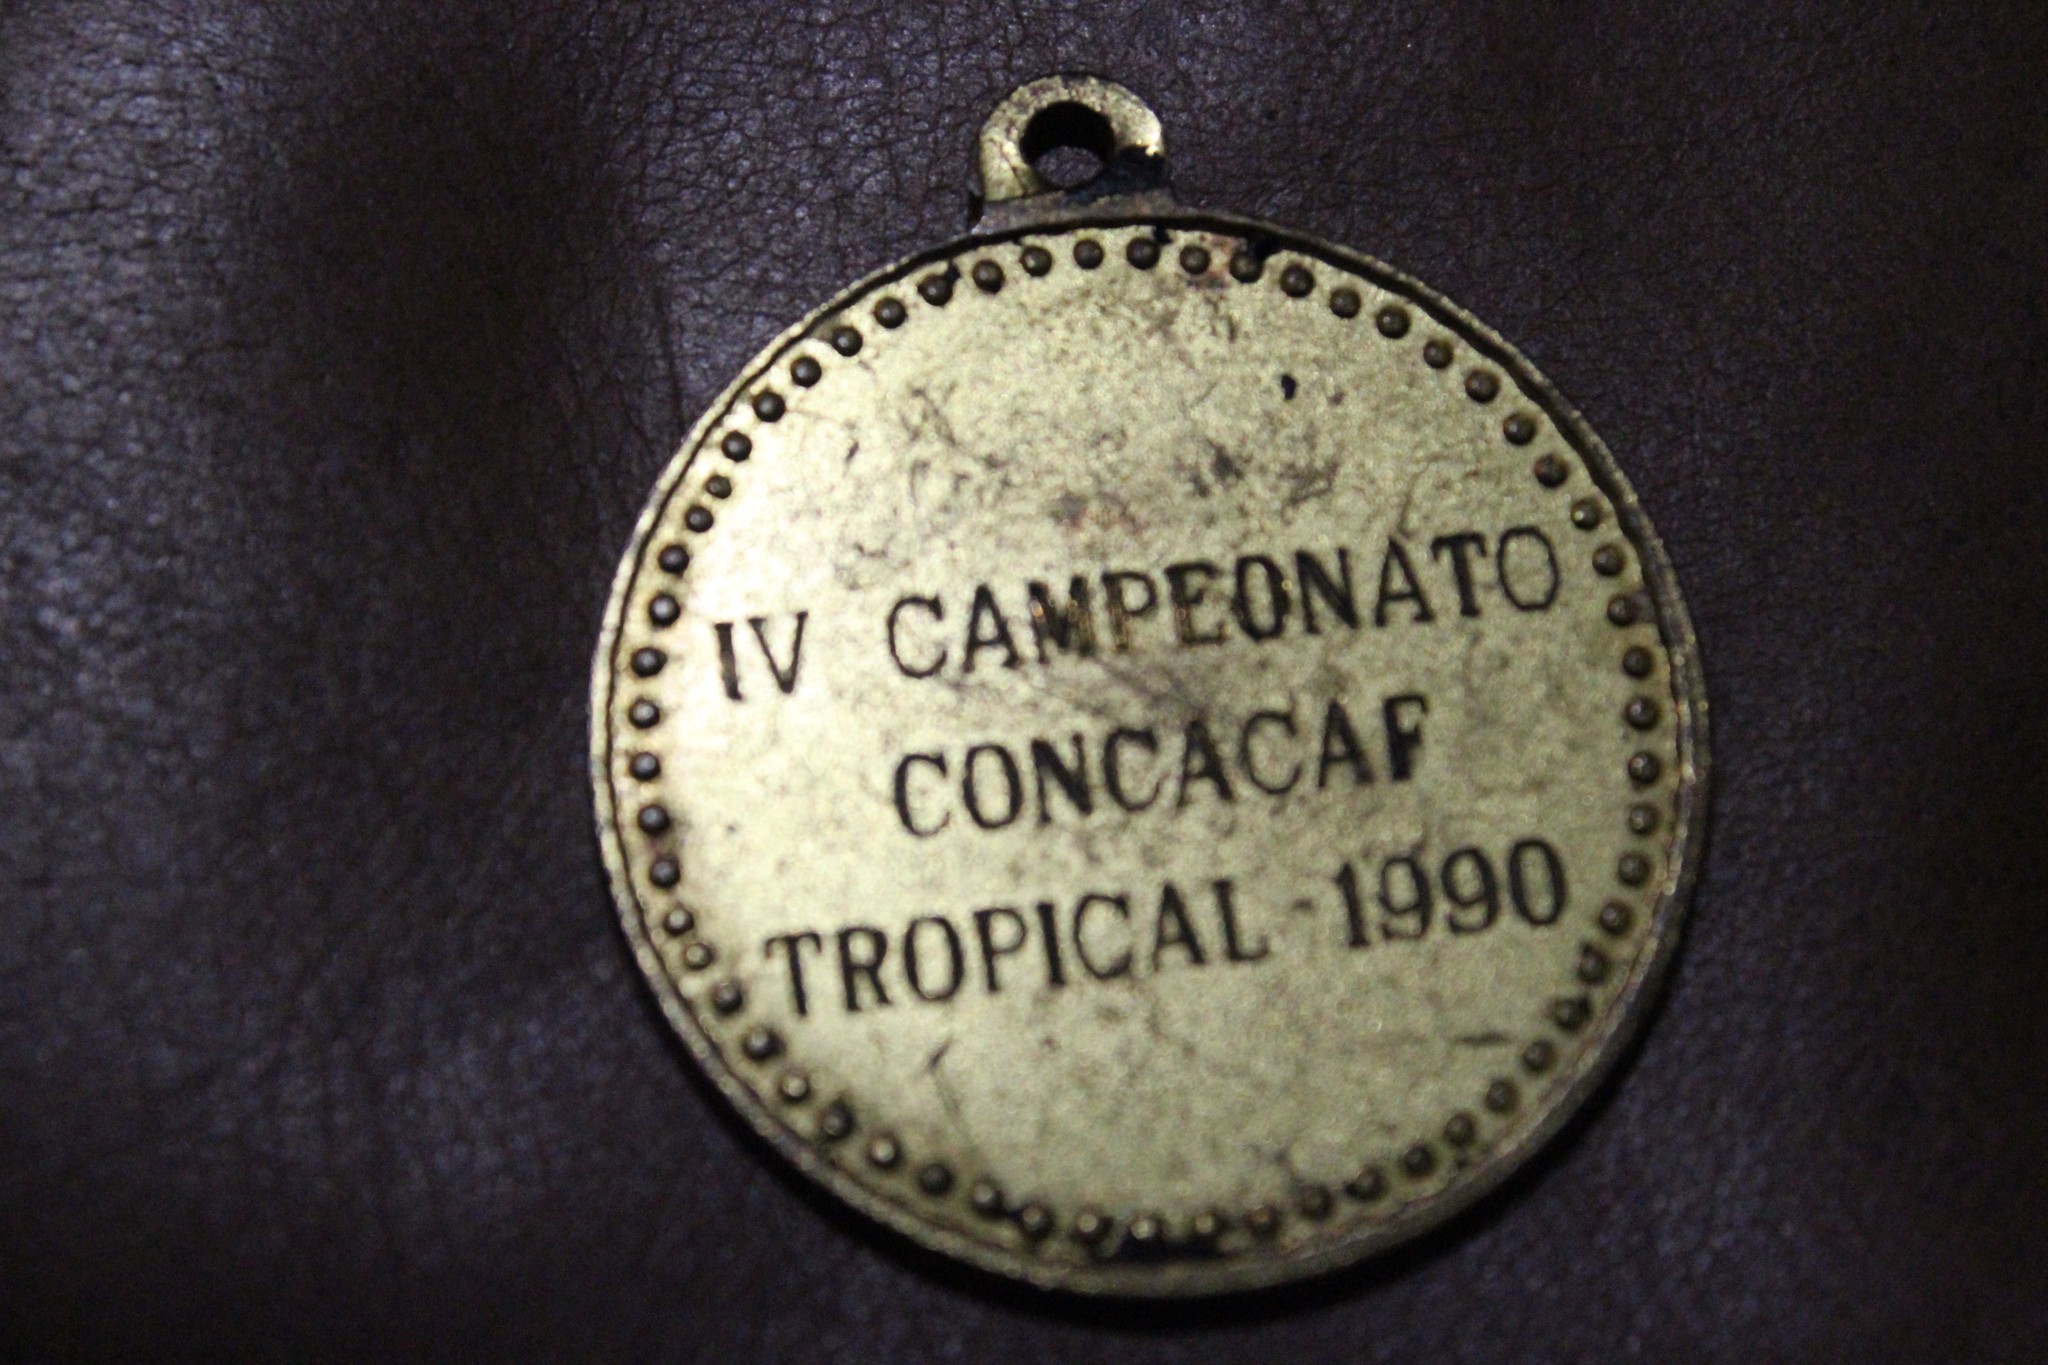 IV CAMPEONATO
CONCACAF
TROPICAL - 1990